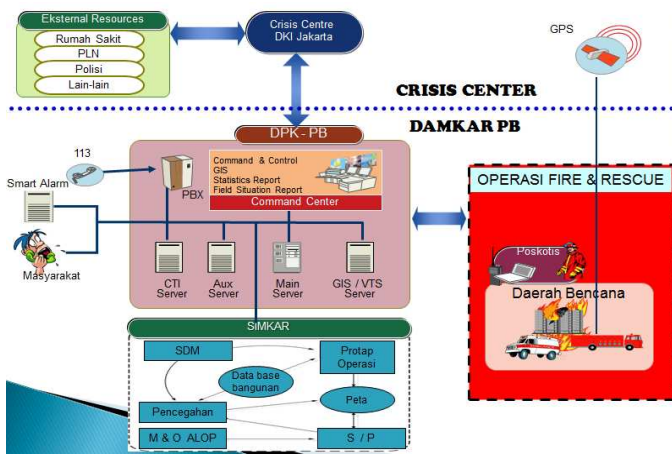 Eksternal Resources
Rumah Sakit
PLN
Polisi
Lain-lain
Crisis Centre
DKI Jakarta
GPS
CRISIS CENTER
DAMKAR PB
DPK - PB
113
PBX
Command & Control
GIS
Statistics Report
Field Situation Report
Command Center
Smart Alarm
Masyarakat
CTI
Server
Aux
Server
Main
Server
GIS / VTS
Server
OPERASI FIRE & RESCUE
Poskotis
Daerah Bencana
SiMKAR
SDM
Protap
Operasi
Data base
bangunan
Pencegahan
Peta
M & O ALOP
S / P